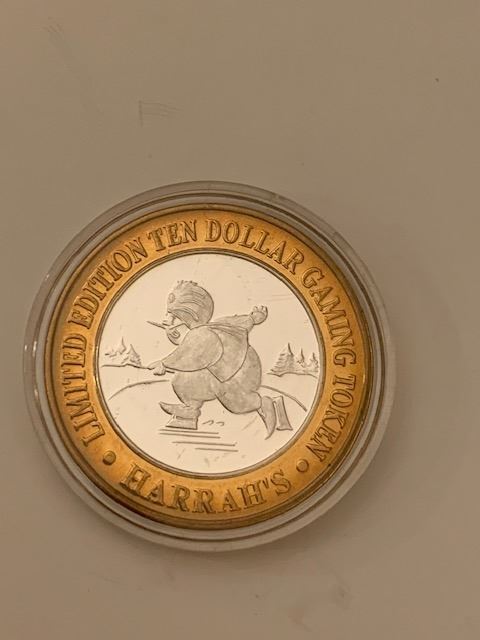 LIMITED EDITION TEN DOLLAR GAMING TOKEN
• HARRAH'S •